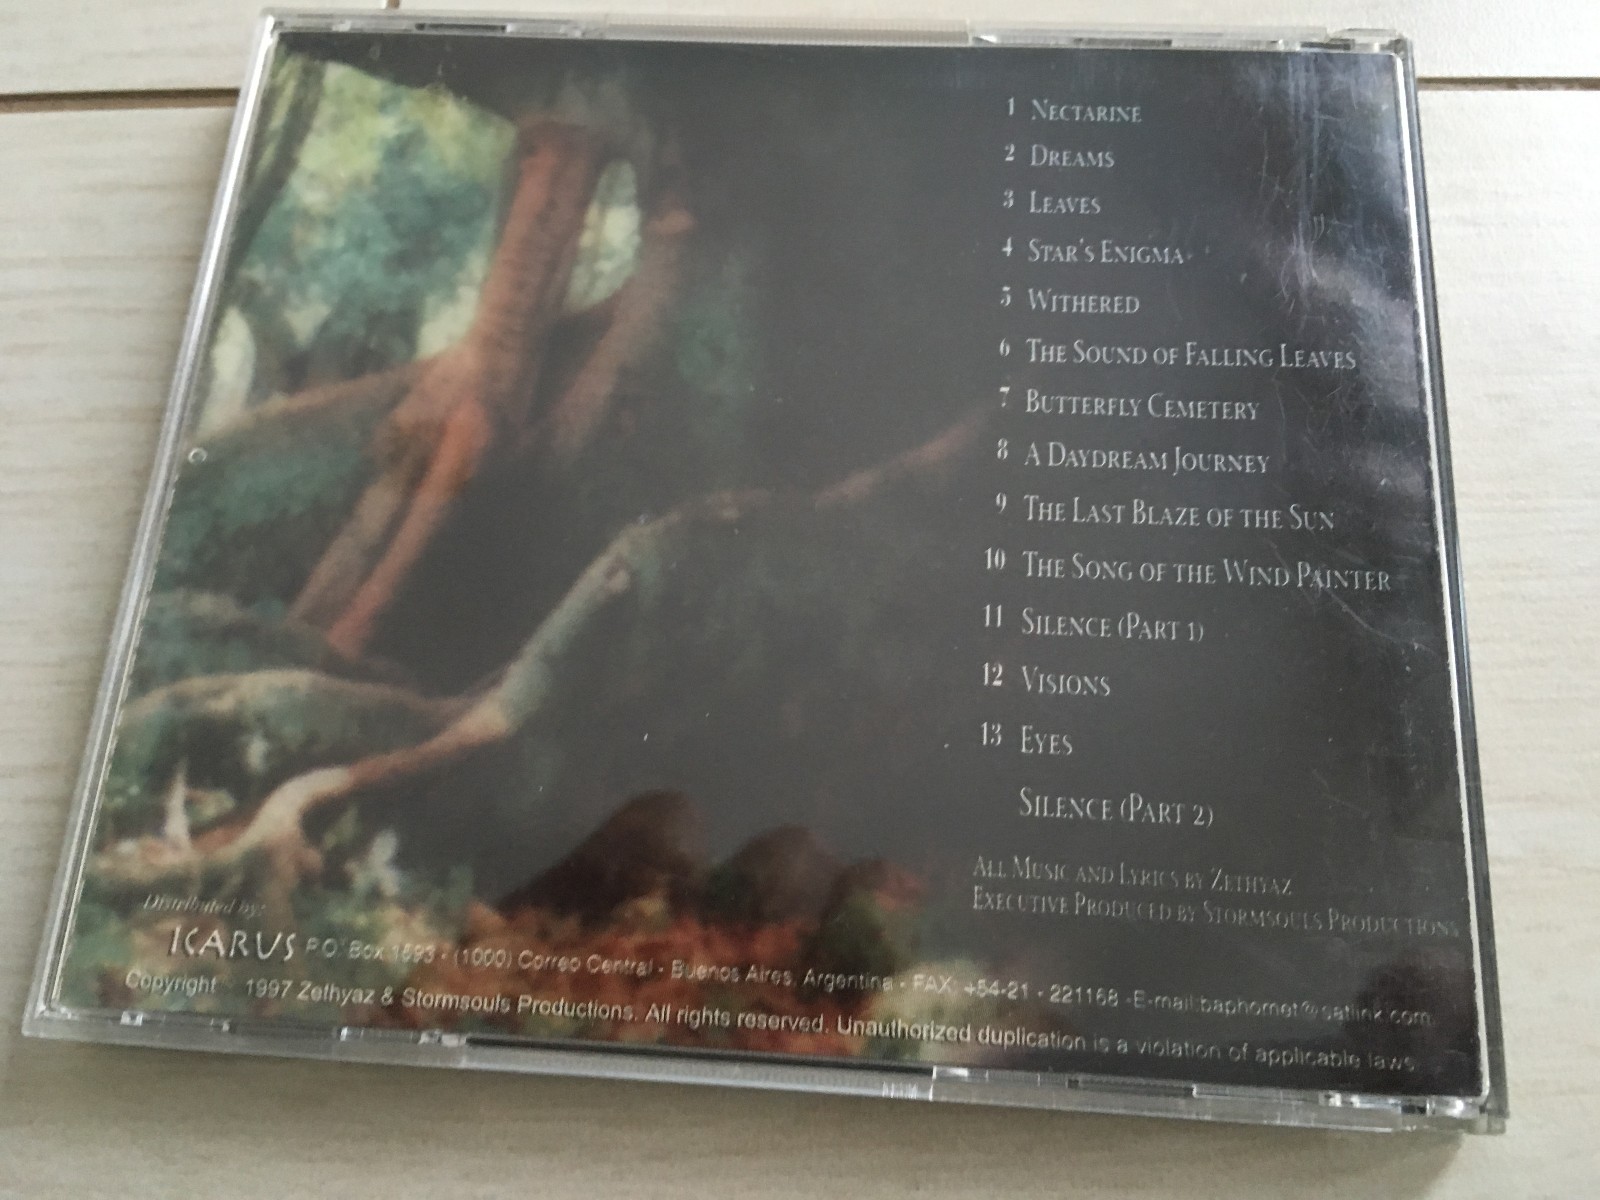 1 Nectarine
2 Dreams
3 Leaves
4 Star's Enigma
5 Withered
6 The Sound of Falling Leaves
7 Butterfly Cemetery
8 A Daydream Journey
9 The Last Blaze of the Sun
10 The Song of the Wind Painter
11 Silence (Part 1)
12 Visions
13 Eyes
Silence (Part 2)
All Music and Lyrics by Zethyaz
Executive Produced by Stormsouls Productions
Distributed by:
ICARUS P.O. Box 1593 - (1000) Correo Central - Buenos Aires, Argentina - FAX: +54-21 - 221168 - E-mail:baphomet@satlink.com
Copyright 1997 Zethyaz & Stormsouls Productions. All rights reserved. Unauthorized duplication is a violation of applicable laws